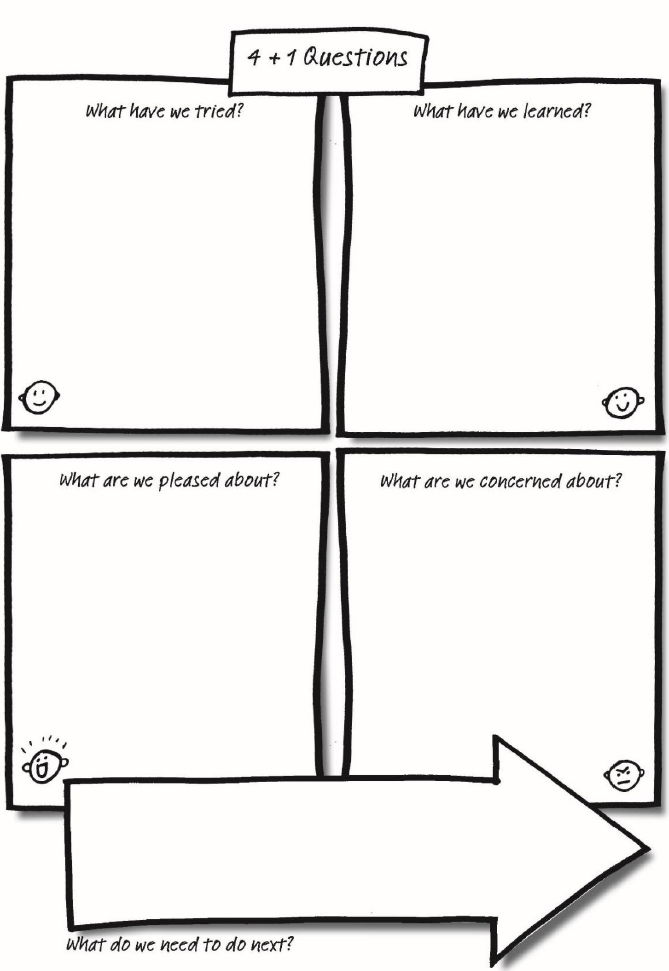 4 + 1 Questions
What have we tried?
What have we learned?
What are we pleased about?
What are we concerned about?
What do we need to do next?